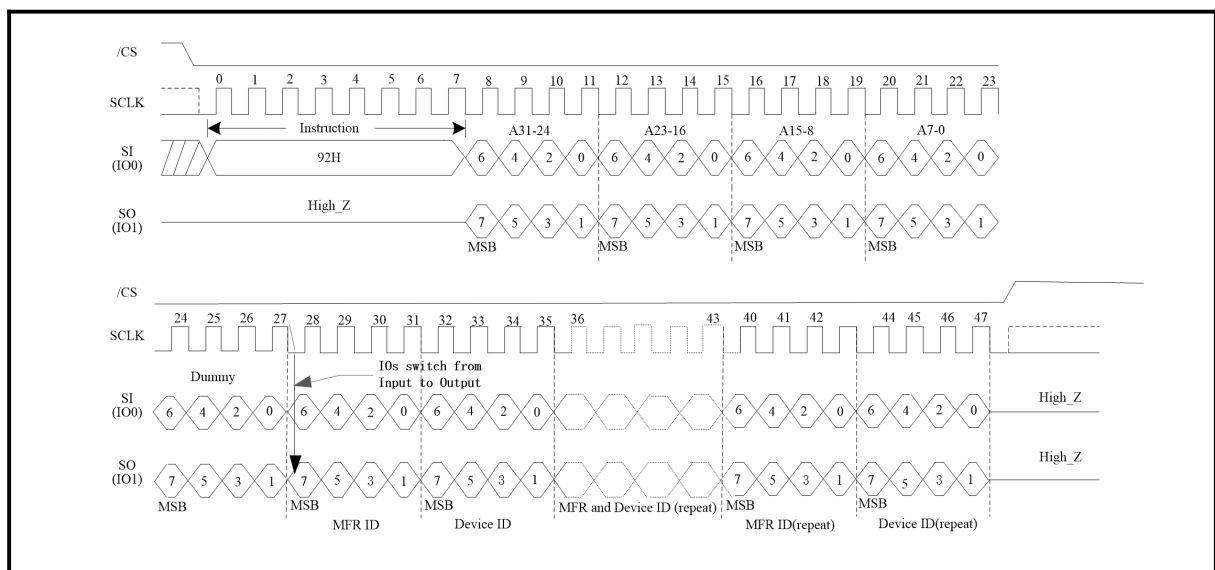 /CS
0 1 2 3 4 5 6 7 8 9 10 11 12 13 14 15 16 17 18 19 20 21 22 23
SCLK
Instruction A31-24 A23-16 A15-8 A7-0
SI
(IO0)
92H 6 4 2 0 6 4 2 0 6 4 2 0 6 4 2 0
SO
(IO1)
High_Z 7 5 3 1 7 5 3 1 7 5 3 1 7 5 3 1
MSB MSB MSB MSB
/CS
24 25 26 27 28 29 30 31 32 33 34 35 36 43 40 41 42 44 45 46 47
SCLK
IOs switch from
Input to Output
Dummy
SI
(IO0)
6 4 2 0 6 4 2 0 6 4 2 0 6 4 2 0 6 4 2 0 High_Z
SO
(IO1)
7 5 3 1 7 5 3 1 7 5 3 1 7 5 3 1 7 5 3 1 High_Z
MSB MSB MSB MSB MSB
MFR ID Device ID MFR and Device ID (repeat) MFR ID(repeat) Device ID(repeat)